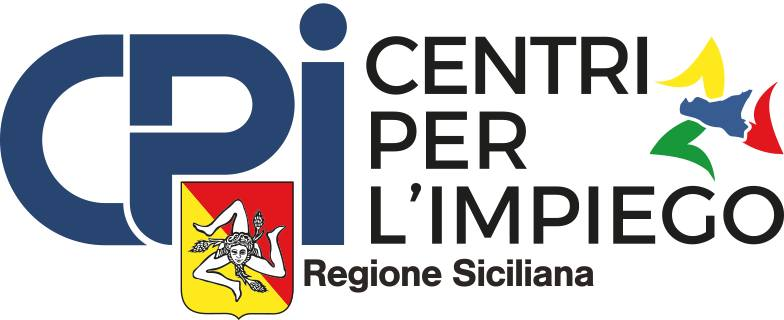 CPi
CENTRI
PER
L'IMPIEGO
Regione Siciliana